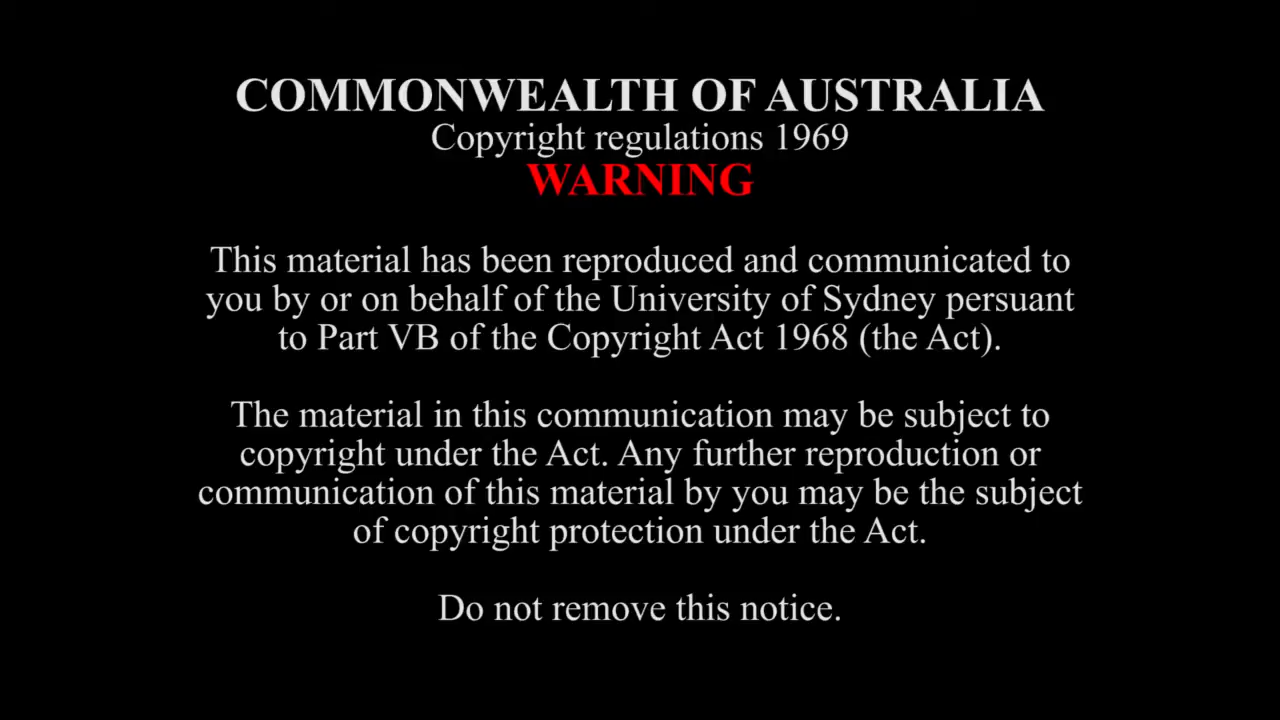 COMMONWEALTH OF AUSTRALIA
Copyright regulations 1969
WARNING
This material has been reproduced and communicated to
you by or on behalf of the University of Sydney persuant
to Part VB of the Copyright Act 1968 (the Act).
The material in this communication may be subject to
copyright under the Act. Any further reproduction or
communication of this material by you may be the subject
of copyright protection under the Act.
Do not remove this notice.